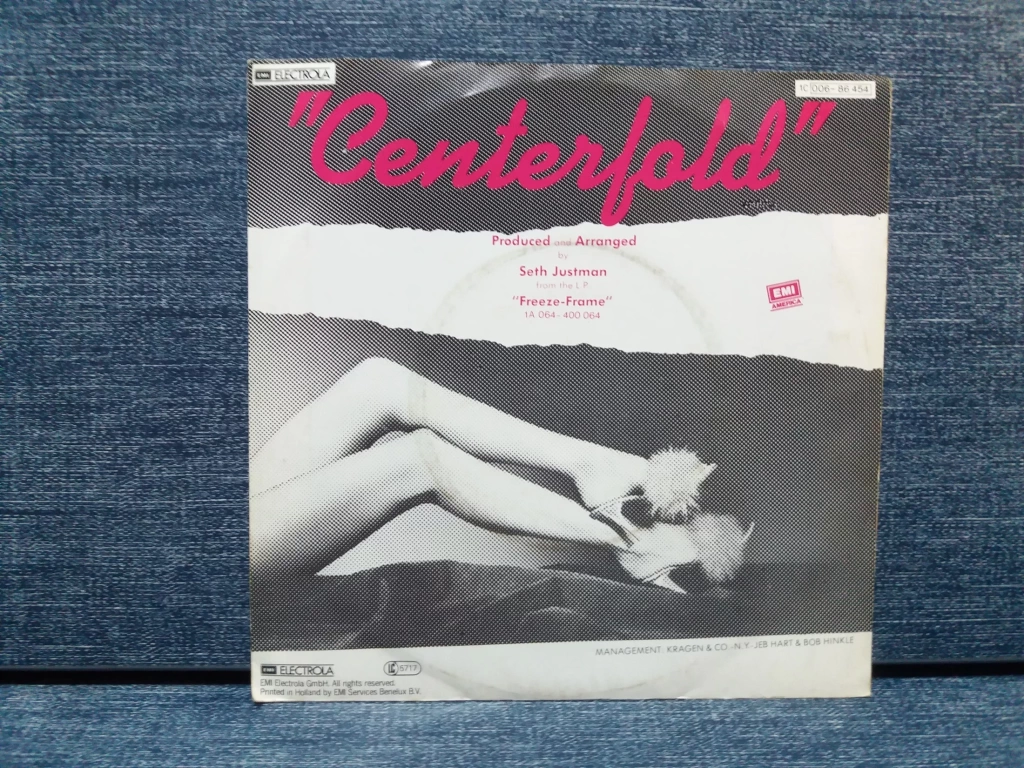 EMI ELECTROLA
1C 006-86 454
"Centerfold"
Produced and Arranged
by
Seth Justman
from the L.P.
"Freeze-Frame"
1A 064-400 064
EMI
AMERICA
MANAGEMENT: KRAGEN & CO.-N.Y.-JEB HART & BOB HINKLE
EMI ELECTROLA
LC 5717
EMI Electrola GmbH. All rights reserved.
Printed in Holland by EMI Services Benelux B.V.